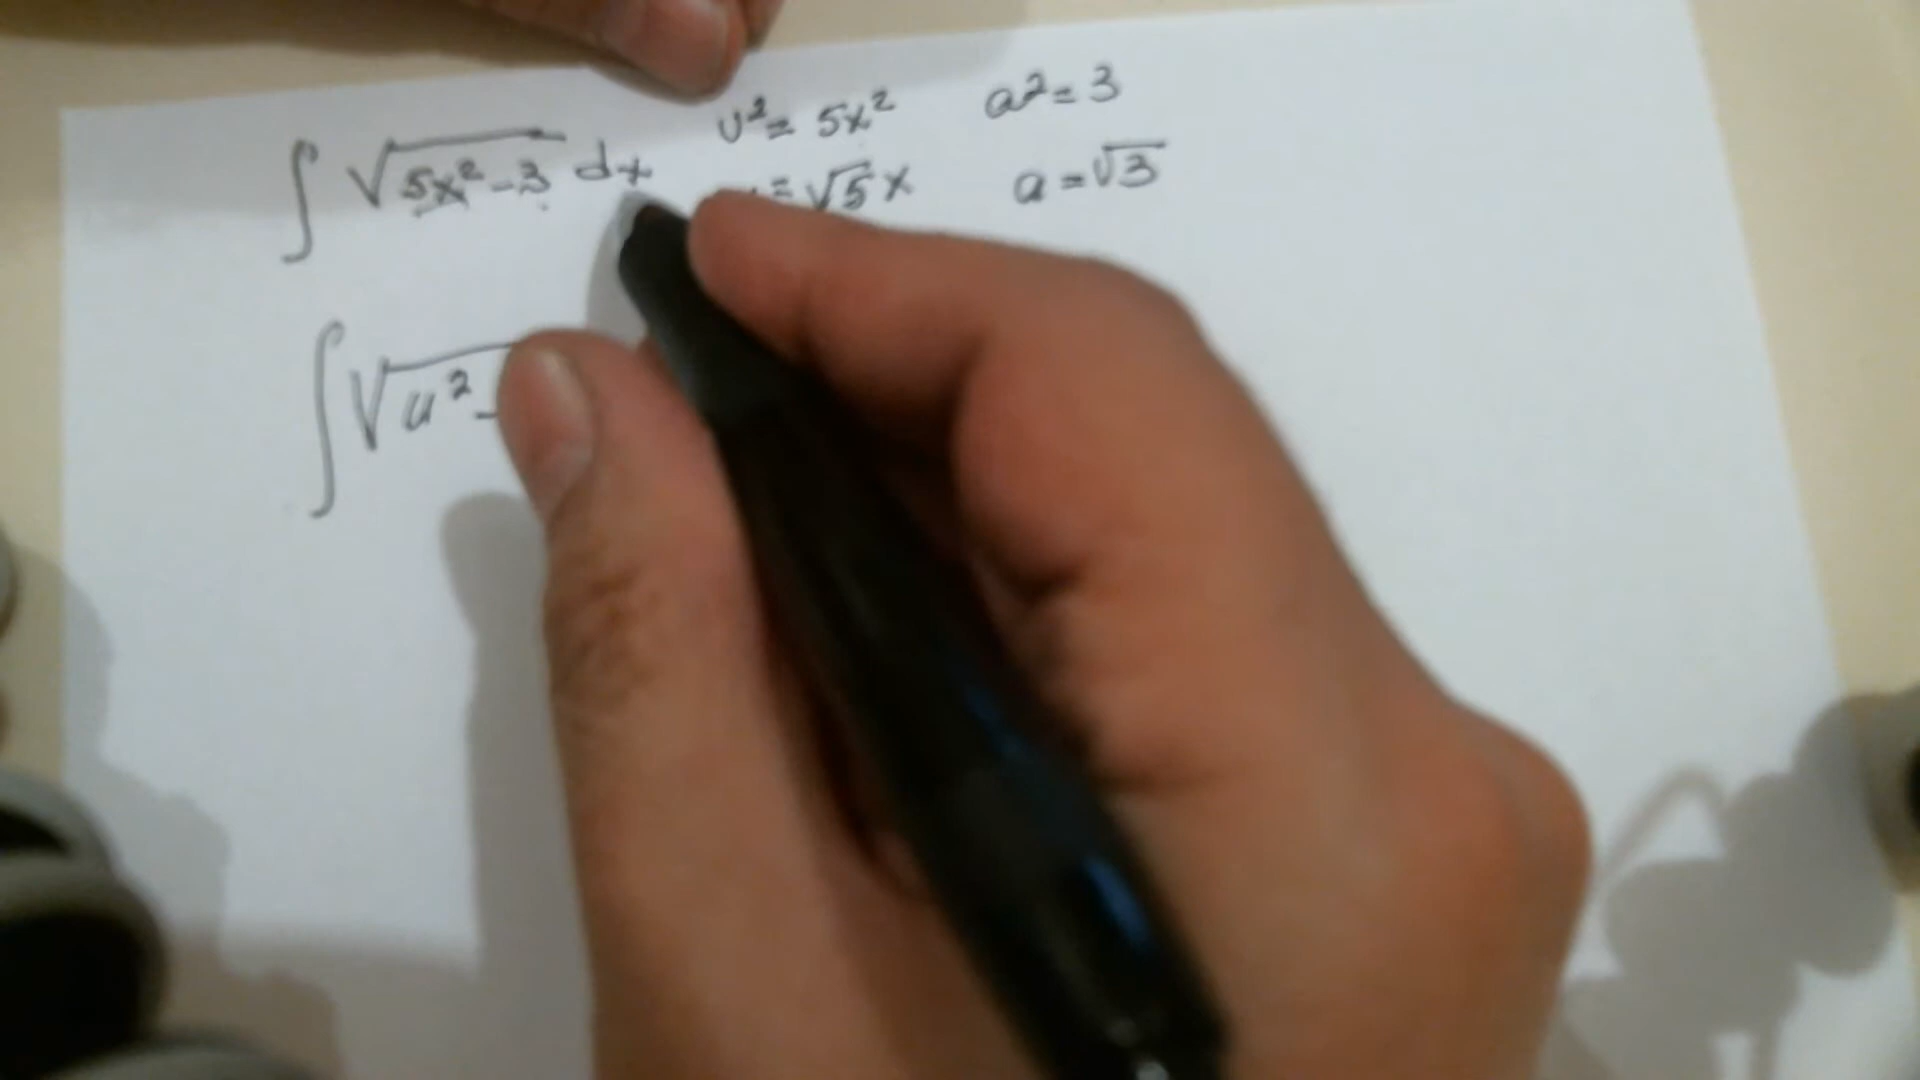 ∫ √5x²-3 dx u² = 5x² a² = 3
= √5 x a = √3
∫ √u² -